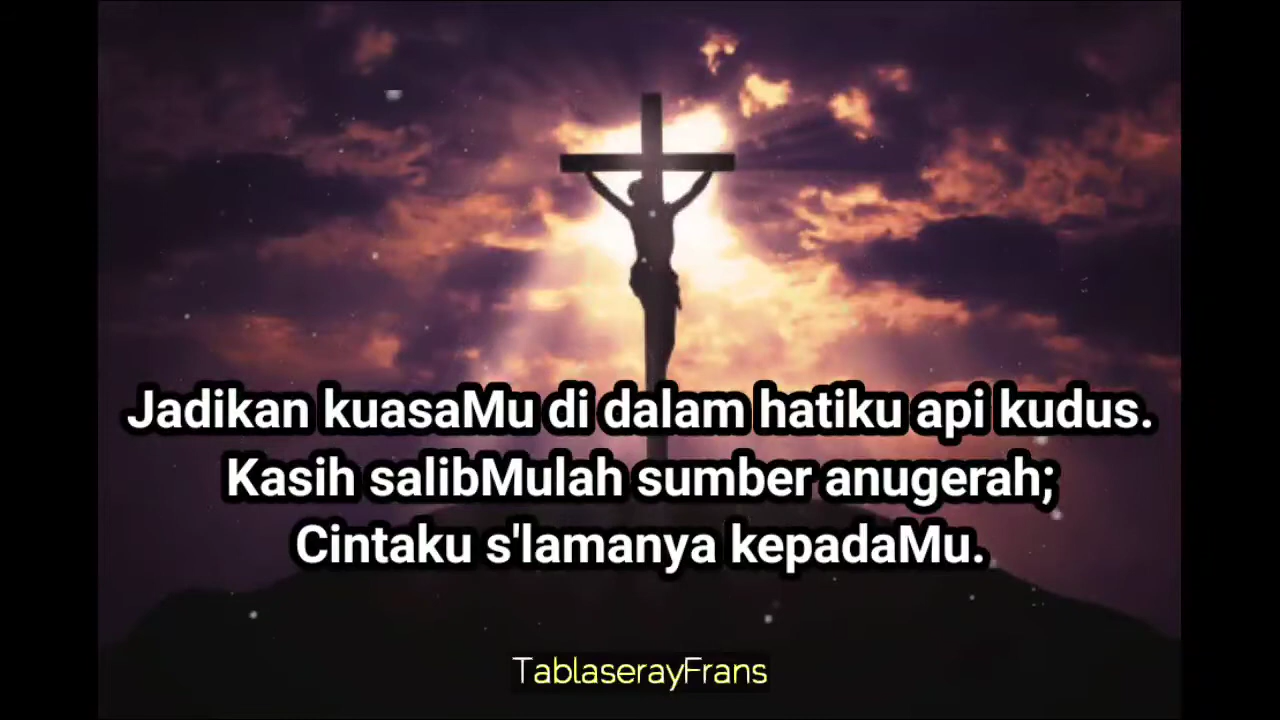 Jadikan kuasaMu di dalam hatiku api kudus.
Kasih salibMulah sumber anugerah;
Cintaku s'lamanya kepadaMu.
TablaserayFrans